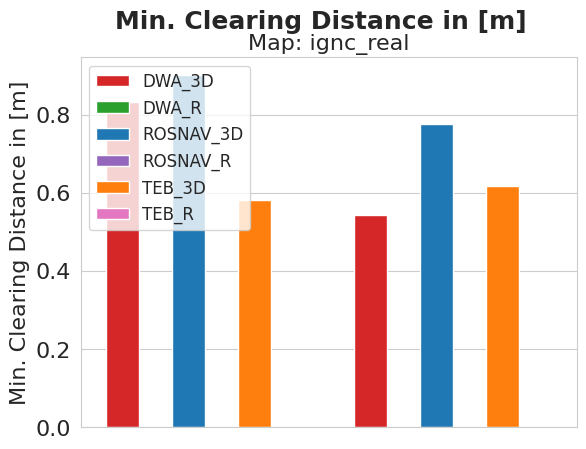 Min. Clearing Distance in [m]
Map: ignc_real
Min. Clearing Distance in [m]
0.8
0.6
0.4
0.2
0.0
DWA_3D
DWA_R
ROSNAV_3D
ROSNAV_R
TEB_3D
TEB_R